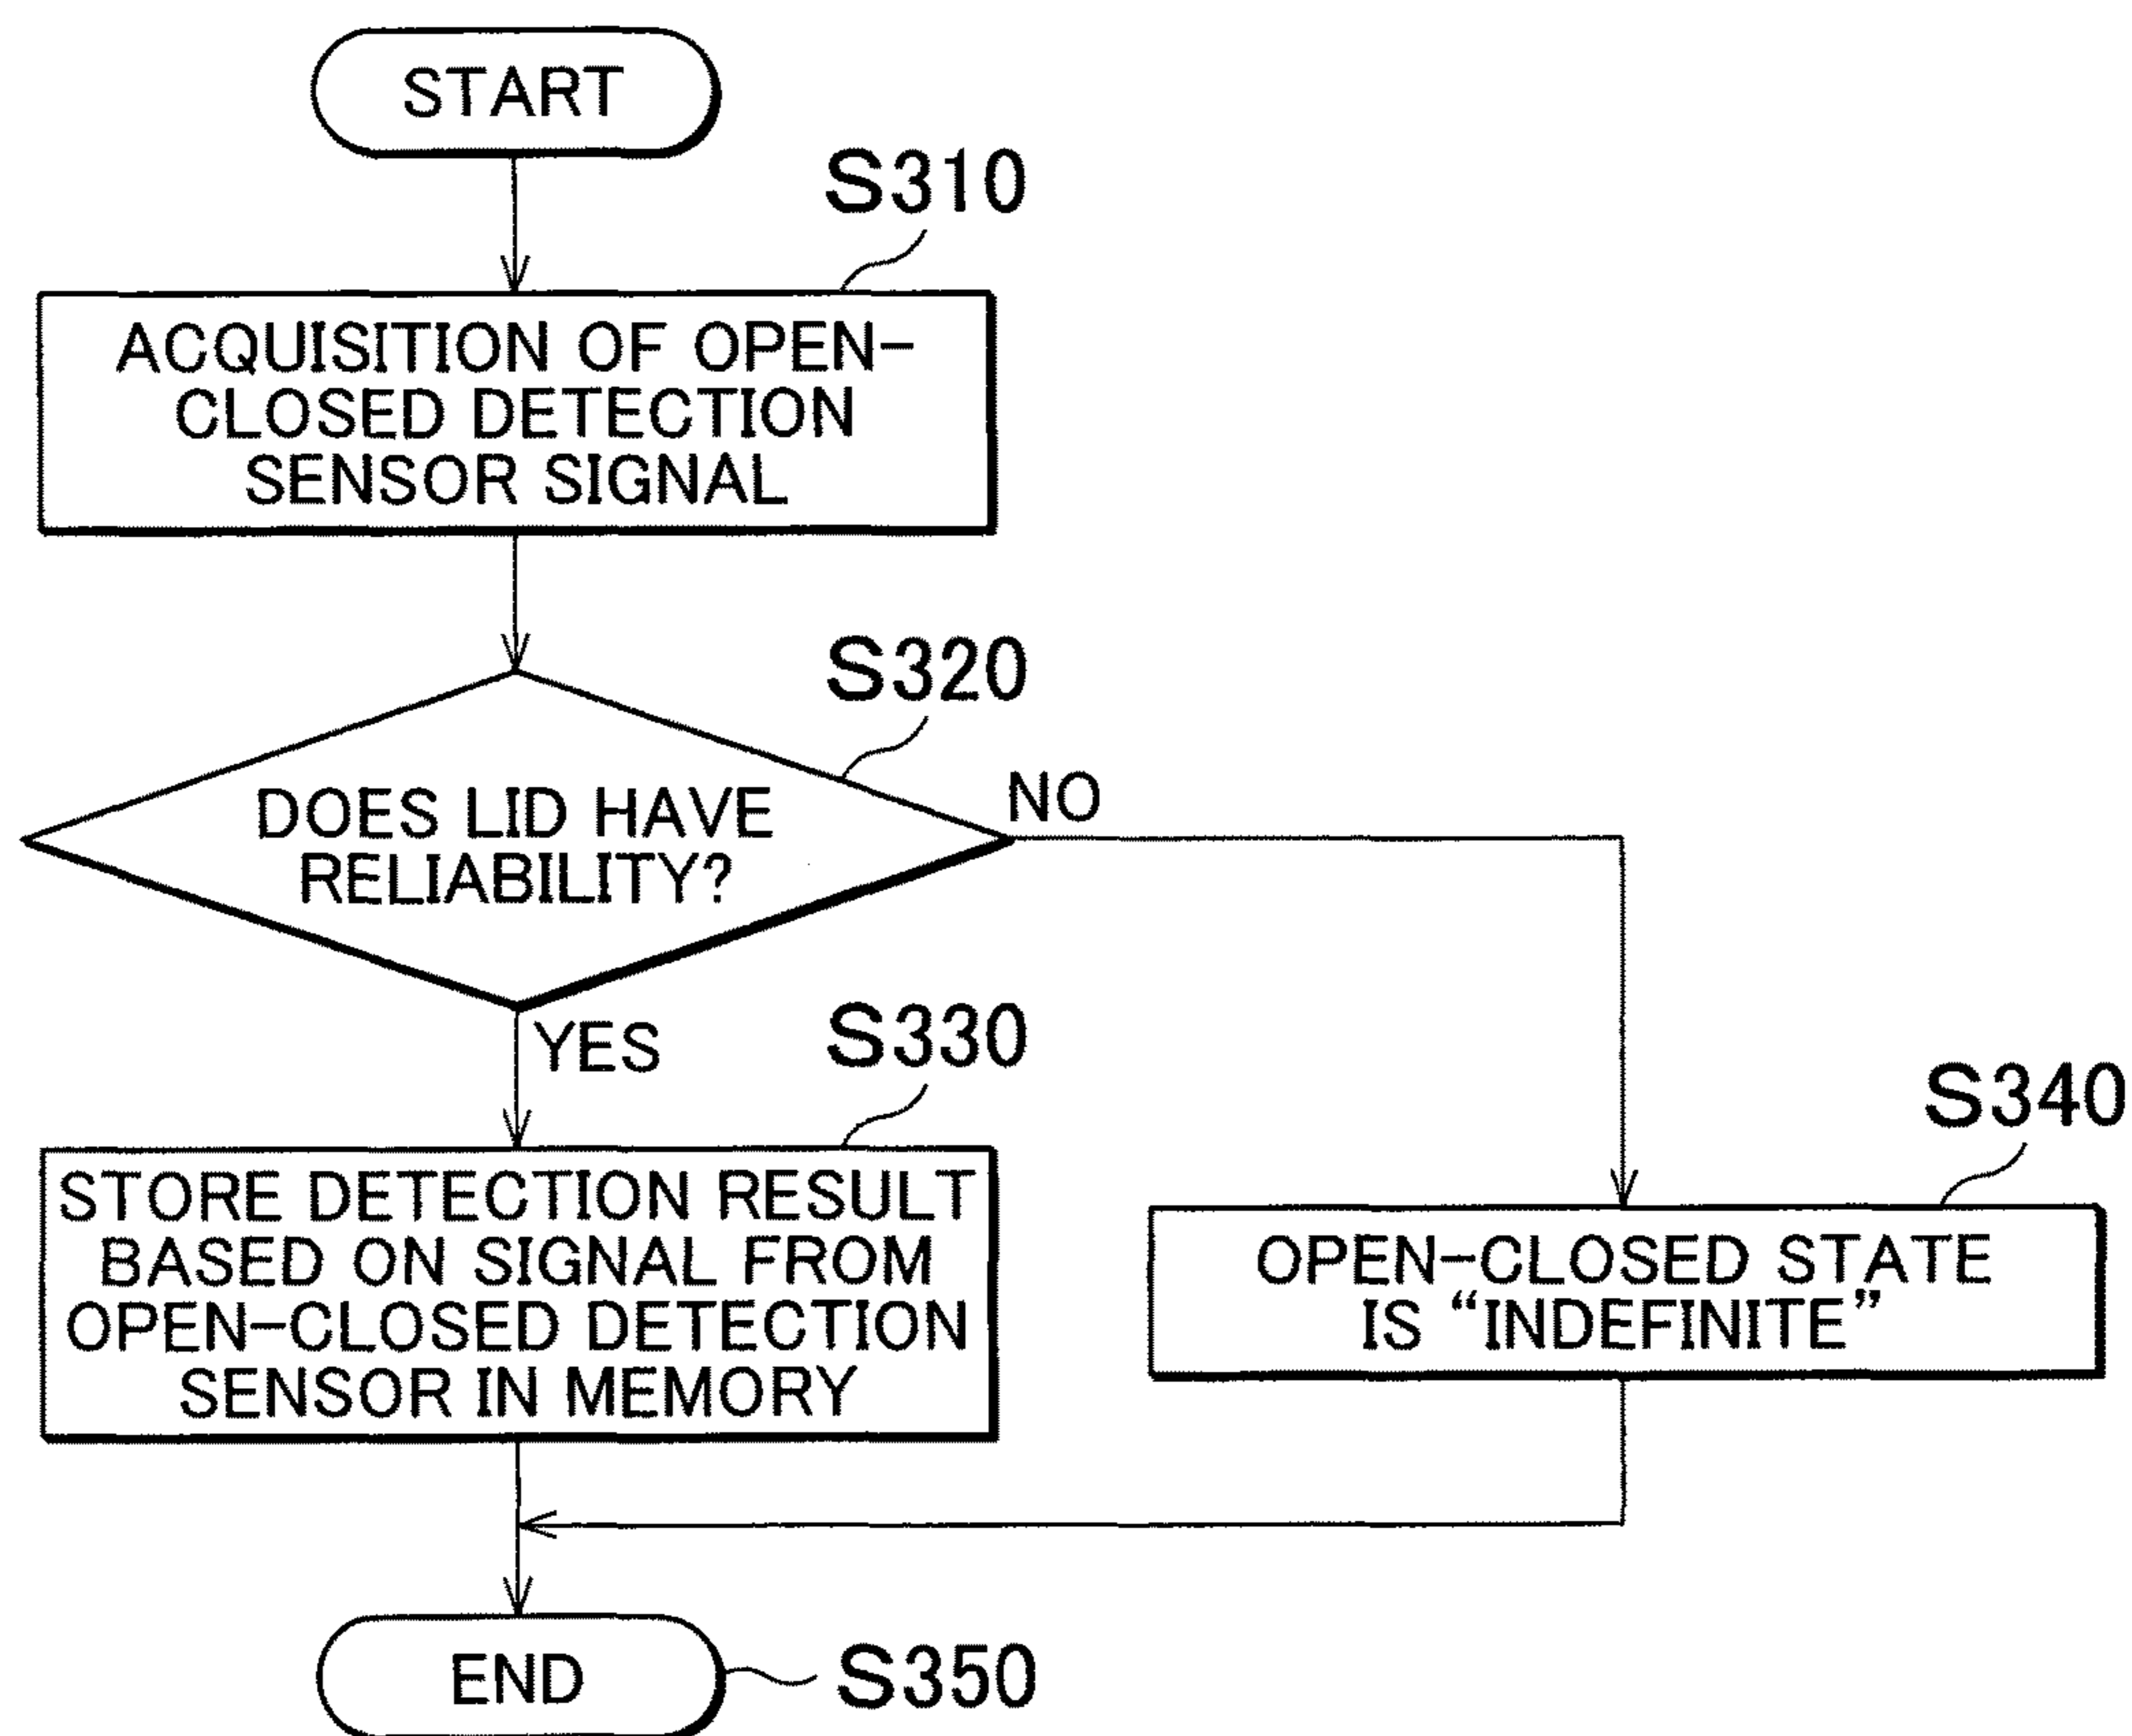 START
S310
ACQUISITION OF OPEN-
CLOSED DETECTION
SENSOR SIGNAL
S320
DOES LID HAVE
RELIABILITY?
NO
YES
S330
STORE DETECTION RESULT
BASED ON SIGNAL FROM
OPEN-CLOSED DETECTION
SENSOR IN MEMORY
S340
OPEN-CLOSED STATE
IS “INDEFINITE”
END
S350